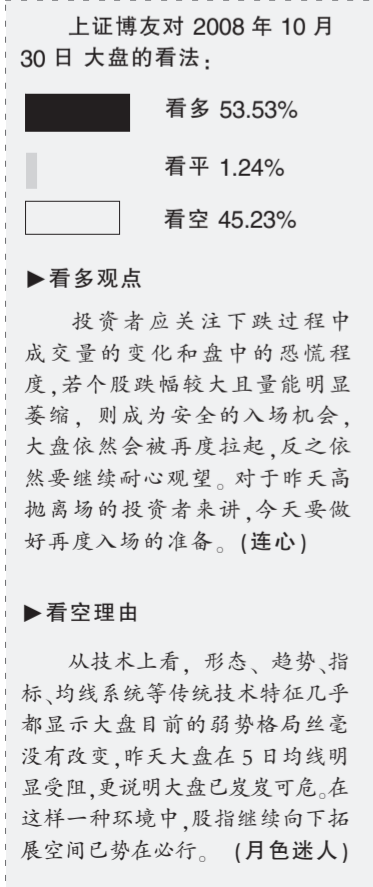 上证博友对 2008 年 10 月
30 日 大盘的看法：
看多 53.53%
看平 1.24%
看空 45.23%
▶看多观点
投资者应关注下跌过程中
成交量的变化和盘中的恐慌程
度,若个股跌幅较大且量能明显
萎缩，则成为安全的入场机会,
大盘依然会被再度拉起,反之依
然要继续耐心观望。对于昨天高
抛离场的投资者来讲,今天要做
好再度入场的准备。(连心)
▶看空理由
从技术上看，形态、趋势、指
标、均线系统等传统技术特征几乎
都显示大盘目前的弱势格局丝毫
没有改变,昨天大盘在 5 日均线明
显受阻,更说明大盘已岌岌可危。在
这样一种环境中,股指继续向下拓
展空间已势在必行。 (月色迷人)